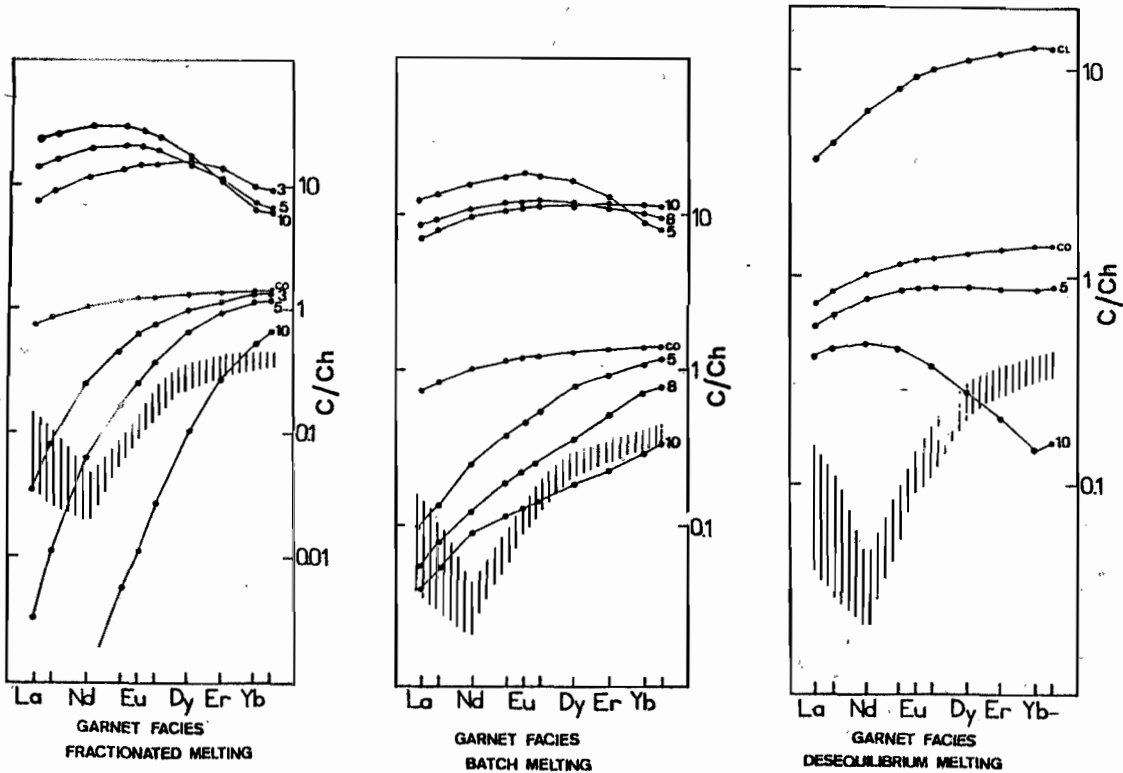 3
5
10
10
CO
3
5
1
10
0.1
0.01
C/Ch
La Nd Eu Dy Er Yb
GARNET FACIES
FRACTIONATED MELTING
10
8
5
10
CO
1
5
8
10
0.1
C/Ch
La Nd Eu Dy Er Yb
GARNET FACIES
BATCH MELTING
CL
10
CO
1
5
10
0.1
C/Ch
La Nd Eu Dy Er Yb-
GARNET FACIES
DESEQUILIBRIUM MELTING